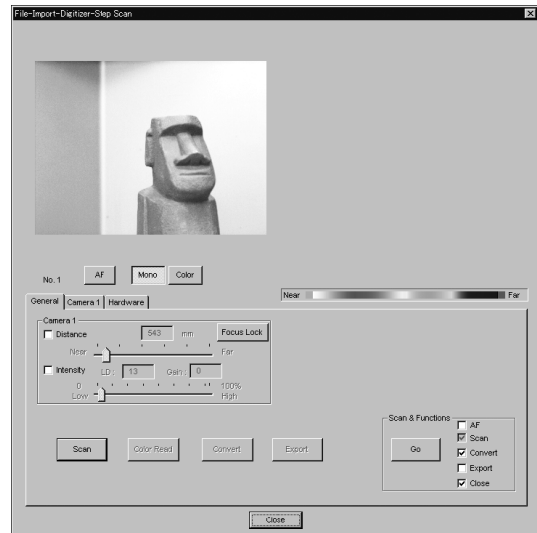 File-Import-Digitizer-Step Scan
No. 1 AF Mono Color
Near Far
General Camera 1 Hardware
Camera 1
Distance 543 mm Focus Lock
Near Far
Intensity LD: 13 Gain: 0
0 100%
Low High
Scan Color Read Convert Export
Scan & Functions
Go
AF
Scan
Convert
Export
Close
Close